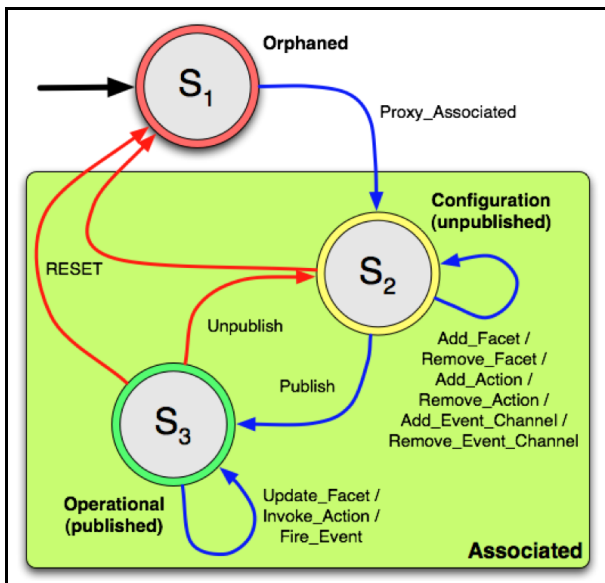 Orphaned
S1
Proxy_Associated
Configuration
(unpublished)
RESET
S2
Unpublish
Publish
Add_Facet /
Remove_Facet /
Add_Action /
Remove_Action /
Add_Event_Channel /
Remove_Event_Channel
S3
Operational
(published)
Update_Facet /
Invoke_Action /
Fire_Event
Associated